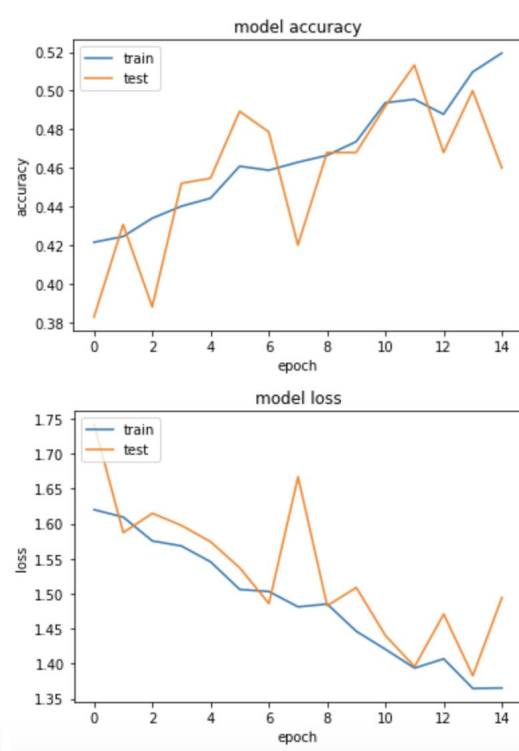 model accuracy
train
test
0.52
0.50
0.48
0.46
0.44
0.42
0.40
0.38
accuracy
0 2 4 6 8 10 12 14
epoch
model loss
train
test
1.75
1.70
1.65
1.60
1.55
1.50
1.45
1.40
1.35
loss
0 2 4 6 8 10 12 14
epoch